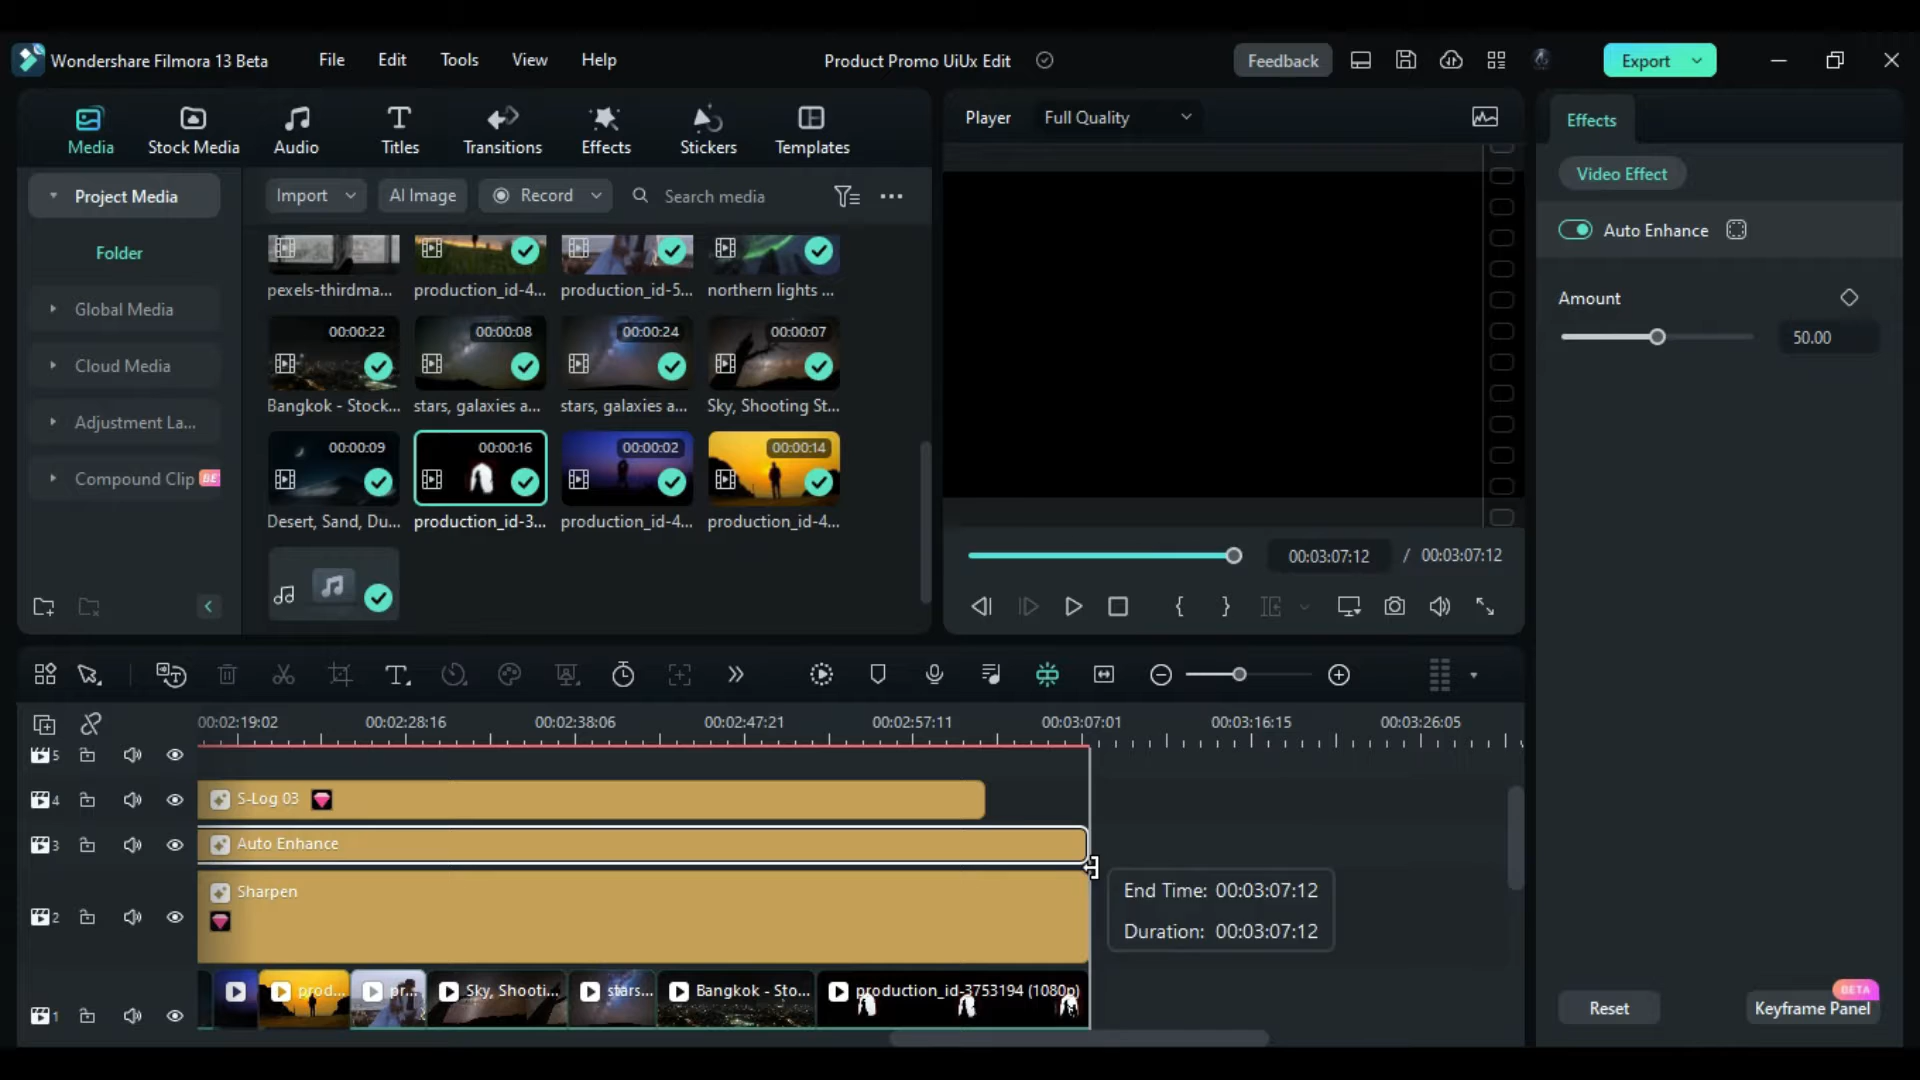 Wondershare Filmora 13 Beta File Edit Tools View Help Product Promo UiUx Edit Feedback Export
Media Stock Media Audio Titles Transitions Effects Stickers Templates
Player Full Quality
Effects
Video Effect
Auto Enhance
Amount
50.00
Project Media
Folder
Global Media
Cloud Media
Adjustment La...
Compound Clip
Import AI Image Record Search media
pexels-thirdma... production_id-4... production_id-5... northern lights ...
00:00:22 00:00:08 00:00:24 00:00:07
Bangkok - Stock... stars, galaxies a... stars, galaxies a... Sky, Shooting St...
00:00:09 00:00:16 00:00:02 00:00:14
Desert, Sand, Du... production_id-3... production_id-4... production_id-4...
00:03:07:12 / 00:03:07:12
{ }
00:02:19:02 00:02:28:16 00:02:38:06 00:02:47:21 00:02:57:11 00:03:07:01 00:03:16:15 00:03:26:05
5
4 S-Log 03
3 Auto Enhance
2 Sharpen
End Time: 00:03:07:12
Duration: 00:03:07:12
1 prod... pr... Sky, Shooti... stars... Bangkok - Sto... production_id-3753194 (1080p)
Reset
BETA
Keyframe Panel